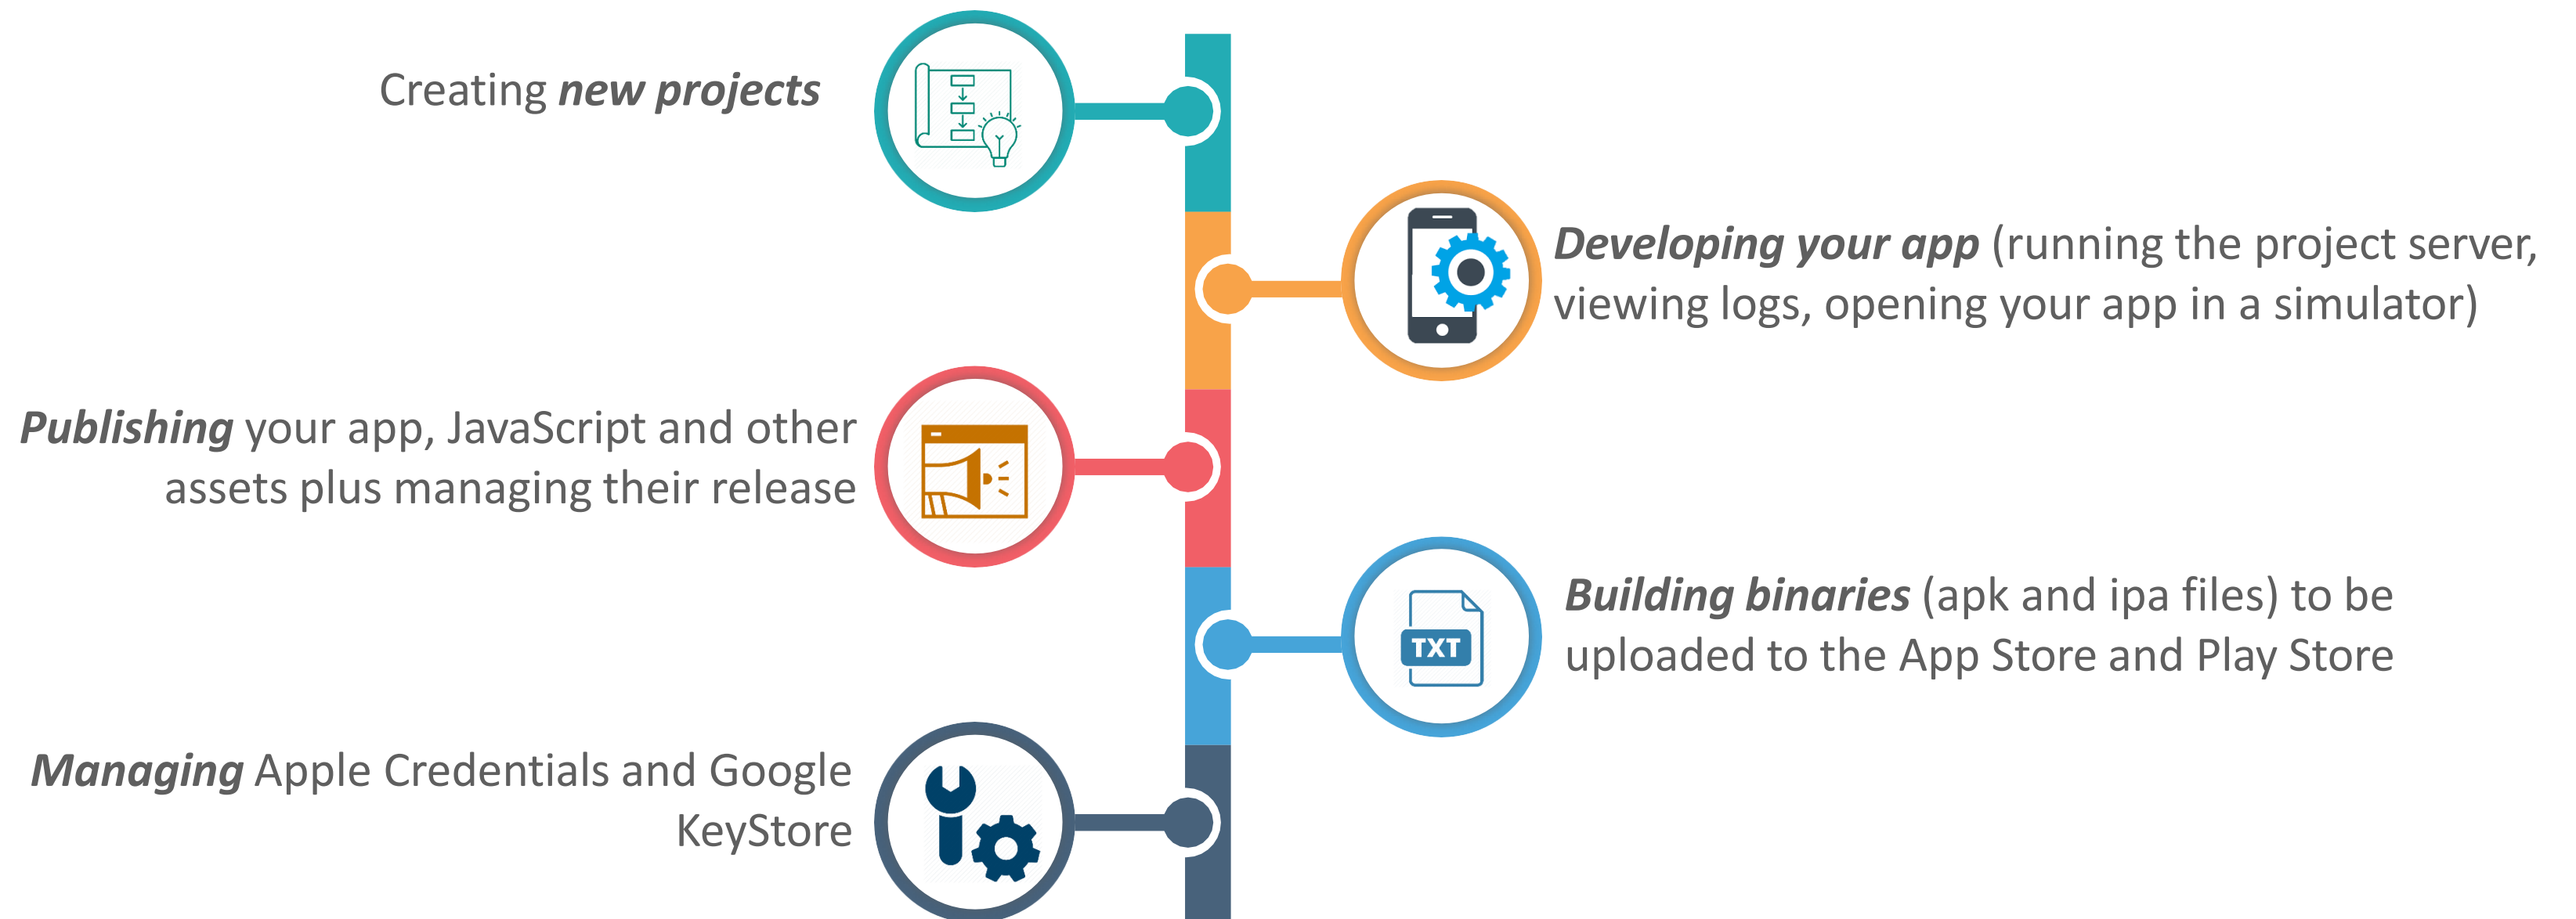 Creating new projects
Developing your app (running the project server,
viewing logs, opening your app in a simulator)
Publishing your app, JavaScript and other
assets plus managing their release
TXT
Building binaries (apk and ipa files) to be
uploaded to the App Store and Play Store
Managing Apple Credentials and Google
KeyStore